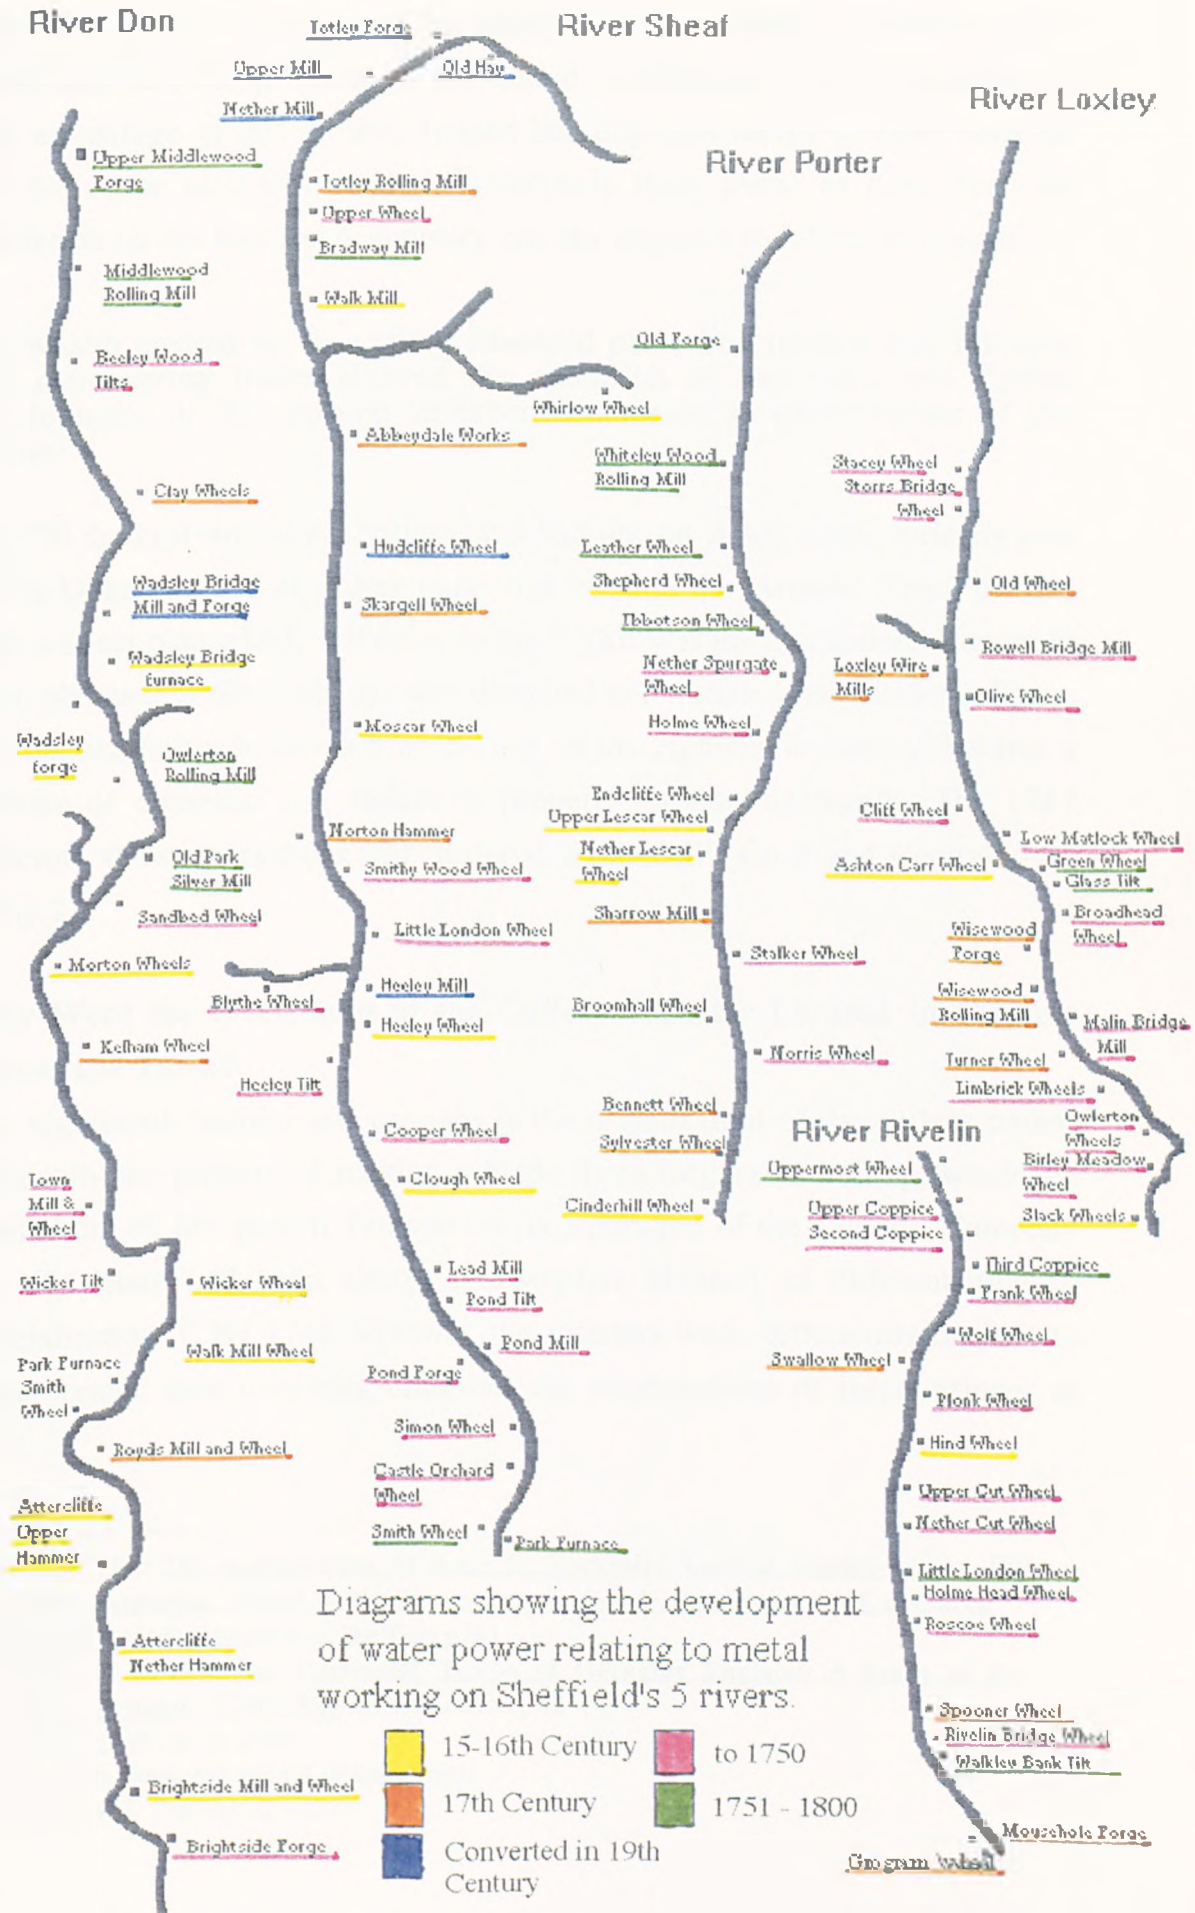 River Don
Upper Middlewood
Forge
Middlewood
Rolling Mill
Beeley Wood
Tilts
Clay Wheels
Wadsley Bridge
Mill and Forge
Wadsley Bridge
furnace
Wadsley
forge
Owlerton
Rolling Mill
Old Park
Silver Mill
Sandbed Wheel
Morton Wheels
Kelham Wheel
Town
Mill &
Wheel
Wicker Tilt
Wicker Wheel
Walk Mill Wheel
Park Furnace
Smith
Wheel
Royds Mill and Wheel
Attercliffe
Upper
Hammer
Attercliffe
Nether Hammer
Brightside Mill and Wheel
Brightside Forge
River Sheaf
Totley Forge
Upper Mill
Old Hay
Nether Mill
Totley Rolling Mill
Upper Wheel
Bradway Mill
Walk Mill
Whirlow Wheel
Abbeydale Works
Hudcliffe Wheel
Skargell Wheel
Moscar Wheel
Norton Hammer
Smithy Wood Wheel
Little London Wheel
Blythe Wheel
Heeley Mill
Heeley Wheel
Heeley Tilt
Cooper Wheel
Clough Wheel
Lead Mill
Pond Tilt
Pond Mill
Pond Forge
Simon Wheel
Castle Orchard
Wheel
Smith Wheel
Park Furnace
River Porter
Old Forge
Whiteley Wood
Rolling Mill
Leather Wheel
Shepherd Wheel
Ibbotson Wheel
Nether Spurgate
Wheel
Holme Wheel
Endcliffe Wheel
Upper Lescar Wheel
Nether Lescar
Wheel
Sharrow Mill
Stalker Wheel
Broomhall Wheel
Norris Wheel
Bennett Wheel
Sylvester Wheel
Cinderhill Wheel
River Loxley
Stacey Wheel
Storrs Bridge
Wheel
Old Wheel
Rowell Bridge Mill
Loxley Wire
Mills
Olive Wheel
Cliff Wheel
Low Matlock Wheel
Ashton Carr Wheel
Green Wheel
Glass Tilt
Broadhead
Wheel
Wisewood
Forge
Wisewood
Rolling Mill
Malin Bridge
Mill
Turner Wheel
Limbrick Wheels
Owlerton
Wheels
Birley Meadow
Wheel
Slack Wheels
River Rivelin
Uppermost Wheel
Upper Coppice
Second Coppice
Third Coppice
Frank Wheel
Wolf Wheel
Swallow Wheel
Plonk Wheel
Hind Wheel
Upper Cut Wheel
Nether Cut Wheel
Little London Wheel
Holme Head Wheel
Roscoe Wheel
Spooner Wheel
Rivelin Bridge Wheel
Walkley Bank Tilt
Mousehole Forge
Grogram Wheel
Diagrams showing the development
of water power relating to metal
working on Sheffield's 5 rivers.
15-16th Century
to 1750
17th Century
1751 - 1800
Converted in 19th
Century